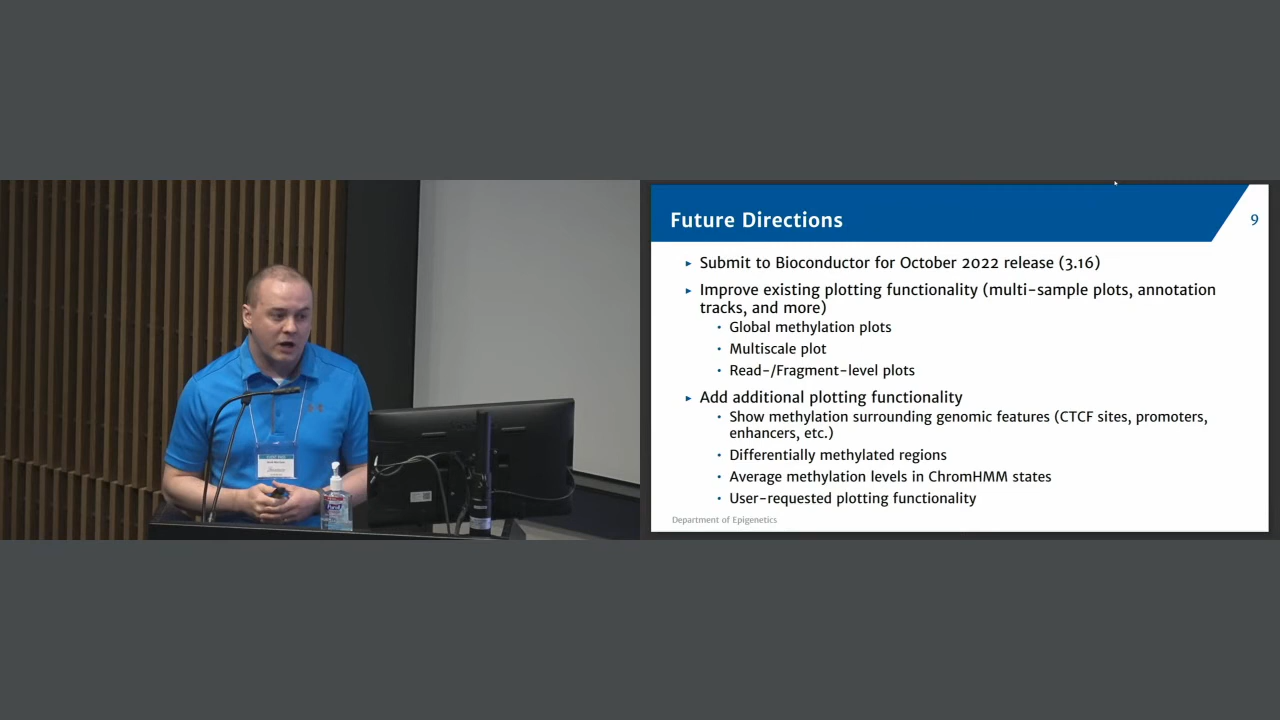 Future Directions
9
▸ Submit to Bioconductor for October 2022 release (3.16)
▸ Improve existing plotting functionality (multi-sample plots, annotation
tracks, and more)
• Global methylation plots
• Multiscale plot
• Read-/Fragment-level plots
▸ Add additional plotting functionality
• Show methylation surrounding genomic features (CTCF sites, promoters,
enhancers, etc.)
• Differentially methylated regions
• Average methylation levels in ChromHMM states
• User-requested plotting functionality
Department of Epigenetics